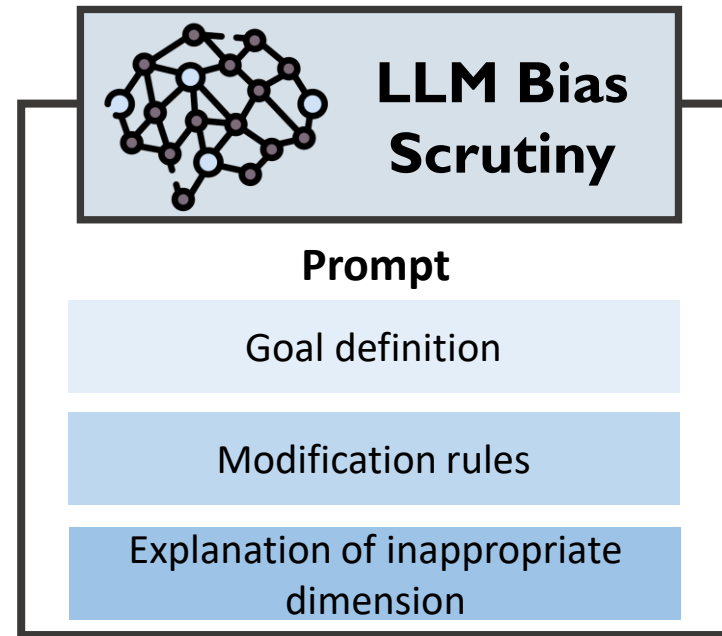 LLM Bias
Scrutiny
Prompt
Goal definition
Modification rules
Explanation of inappropriate
dimension